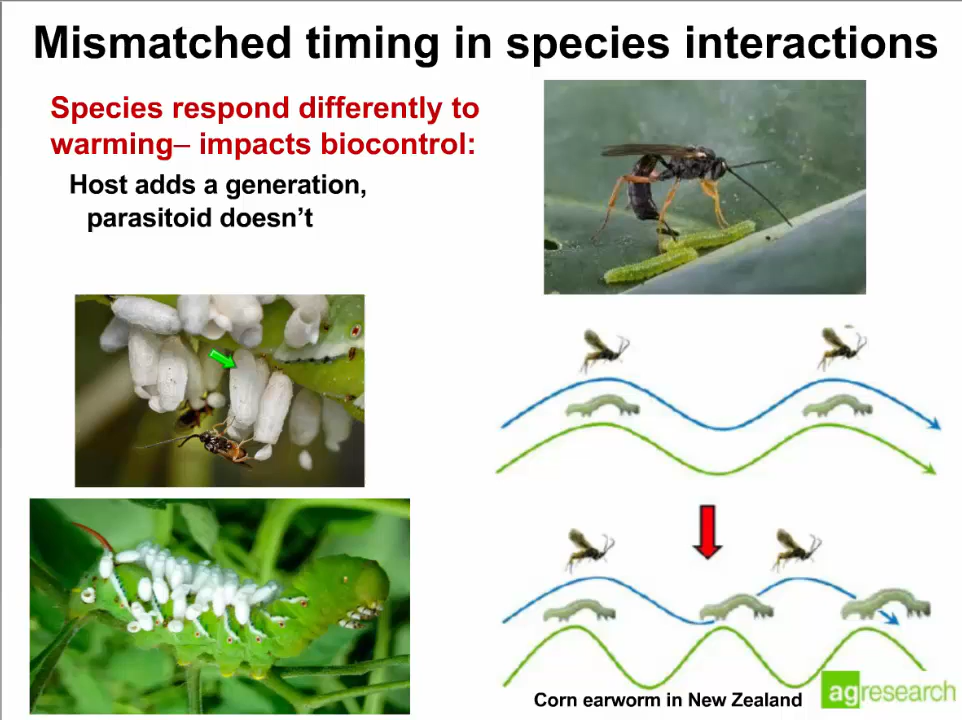 Mismatched timing in species interactions
Species respond differently to
warming– impacts biocontrol:
Host adds a generation,
parasitoid doesn’t
Corn earworm in New Zealand
agresearch